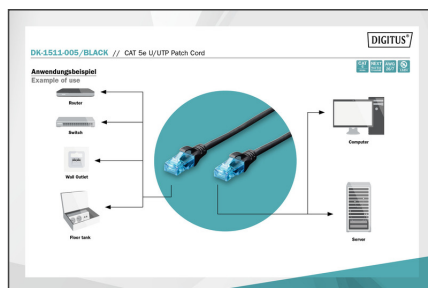 DIGITUS®
DK-1511-005/BLACK // CAT 5e U/UTP Patch Cord
Anwendungsbeispiel
Example of use
Router
Switch
Wall Outlet
Floor tank
Computer
Server